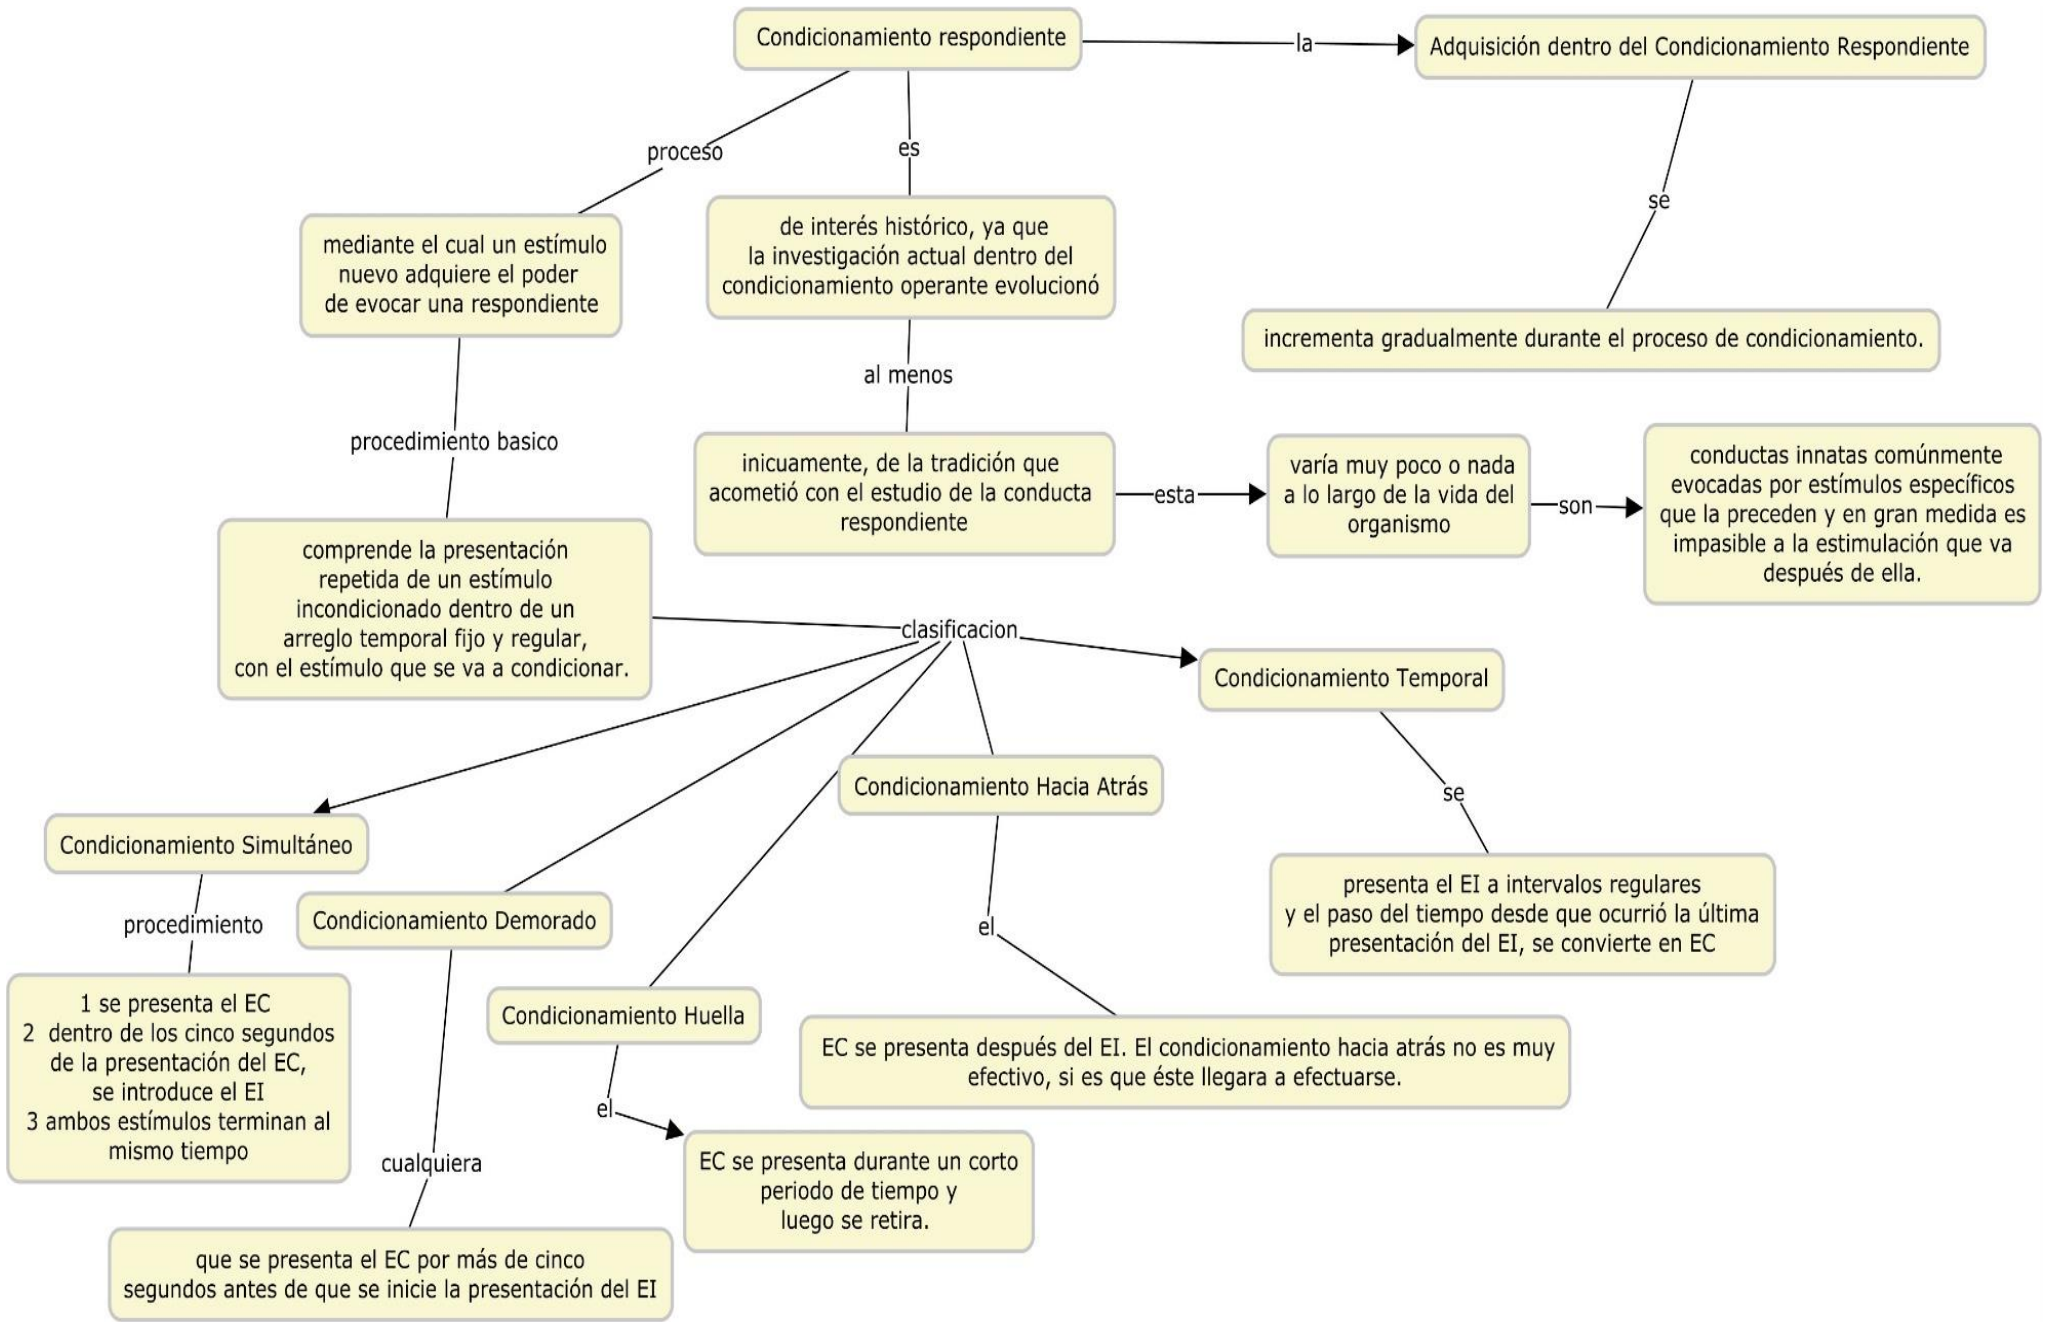 Condicionamiento respondiente
la
Adquisición dentro del Condicionamiento Respondiente
proceso
es
se
mediante el cual un estímulo
nuevo adquiere el poder
de evocar una respondiente
de interés histórico, ya que
la investigación actual dentro del
condicionamiento operante evolucionó
incrementa gradualmente durante el proceso de condicionamiento.
al menos
procedimiento basico
inicuamente, de la tradición que
acometió con el estudio de la conducta
respondiente
esta
varía muy poco o nada
a lo largo de la vida del
organismo
son
conductas innatas comúnmente
evocadas por estímulos específicos
que la preceden y en gran medida es
impasible a la estimulación que va
después de ella.
comprende la presentación
repetida de un estímulo
incondicionado dentro de un
arreglo temporal fijo y regular,
con el estímulo que se va a condicionar.
clasificacion
Condicionamiento Temporal
Condicionamiento Hacia Atrás
se
Condicionamiento Simultáneo
procedimiento
Condicionamiento Demorado
el
presenta el EI a intervalos regulares
y el paso del tiempo desde que ocurrió la última
presentación del EI, se convierte en EC
1 se presenta el EC
2 dentro de los cinco segundos
de la presentación del EC,
se introduce el EI
3 ambos estímulos terminan al
mismo tiempo
Condicionamiento Huella
EC se presenta después del EI. El condicionamiento hacia atrás no es muy
efectivo, si es que éste llegara a efectuarse.
el
cualquiera
EC se presenta durante un corto
periodo de tiempo y
luego se retira.
que se presenta el EC por más de cinco
segundos antes de que se inicie la presentación del EI